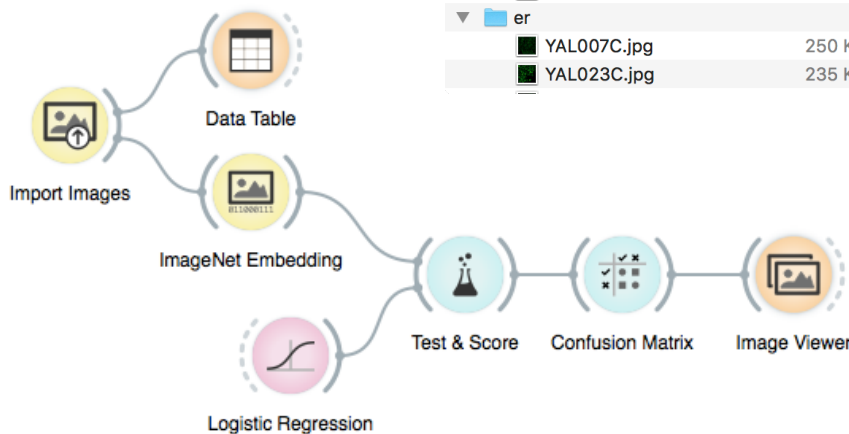 er
YAL007C.jpg 250 K
YAL023C.jpg 235 K
Data Table
Import Images
011000111
ImageNet Embedding
Test & Score
Confusion Matrix
Image Viewer
Logistic Regression